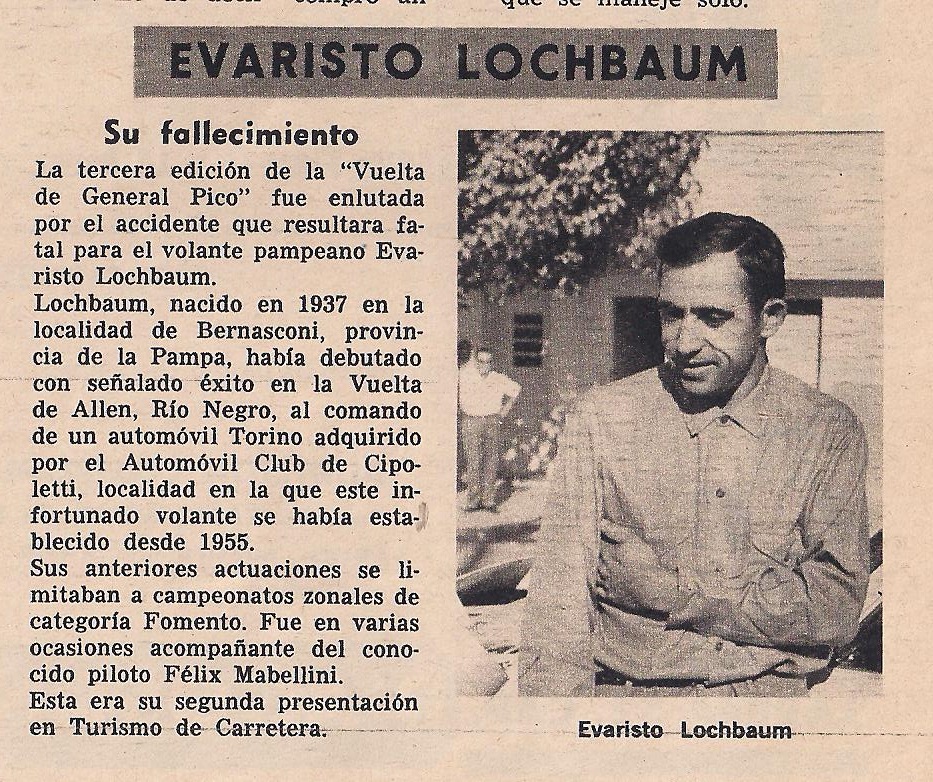 que se maneje solo.
EVARISTO LOCHBAUM
Su fallecimiento
La tercera edición de la "Vuelta
de General Pico" fue enlutada
por el accidente que resultara fa-
tal para el volante pampeano Eva-
risto Lochbaum.
Lochbaum, nacido en 1937 en la
localidad de Bernasconi, provin-
cia de la Pampa, había debutado
con señalado éxito en la Vuelta
de Allen, Río Negro, al comando
de un automóvil Torino adquirido
por el Automóvil Club de Cipo-
letti, localidad en la que este in-
fortunado volante se había esta-
blecido desde 1955.
Sus anteriores actuaciones se li-
mitaban a campeonatos zonales de
categoría Fomento. Fue en varias
ocasiones acompañante del cono-
cido piloto Félix Mabellini.
Esta era su segunda presentación
en Turismo de Carretera.
Evaristo Lochbaum